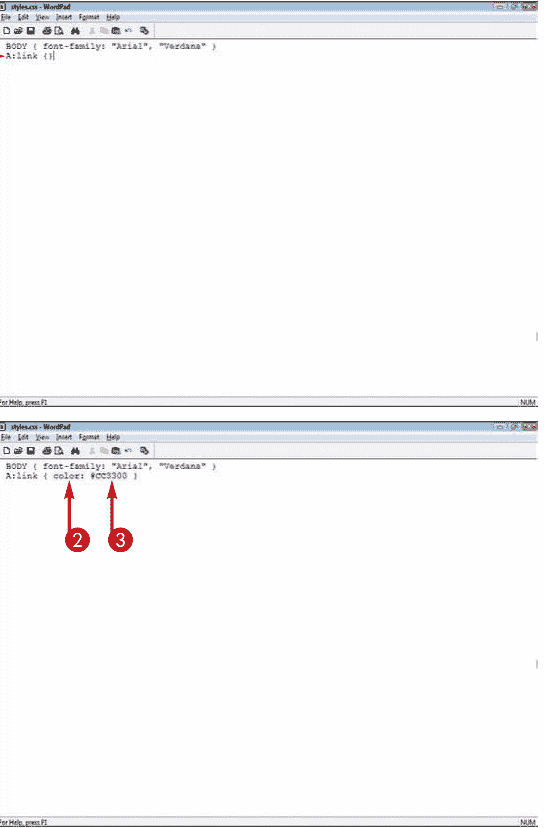 styles.css - WordPad
File Edit View Insert Format Help
BODY { font-family: "Arial", "Verdana" }
A:link {}
For Help, press F1
NUM
styles.css - WordPad
File Edit View Insert Format Help
BODY { font-family: "Arial", "Verdana" }
A:link { color: #CC3300 }
2 3
For Help, press F1
NUM